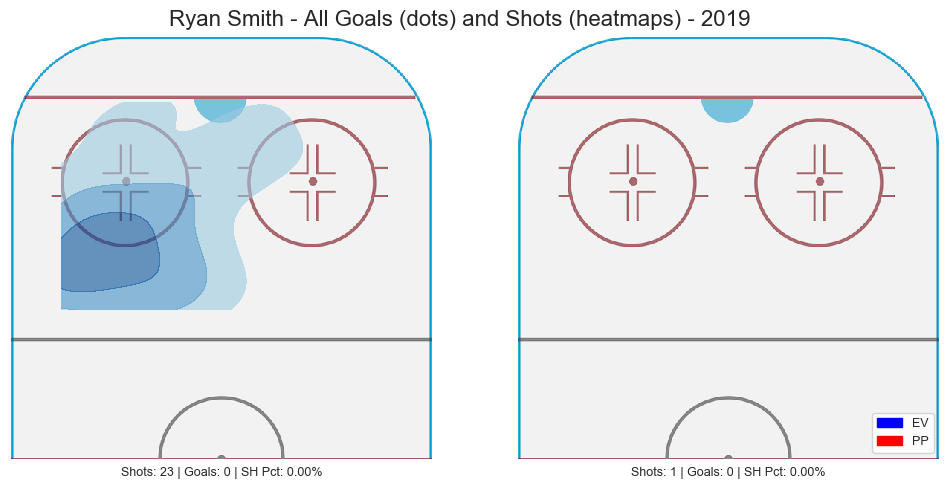 Ryan Smith - All Goals (dots) and Shots (heatmaps) - 2019
EV
PP
Shots: 23 | Goals: 0 | SH Pct: 0.00%
Shots: 1 | Goals: 0 | SH Pct: 0.00%